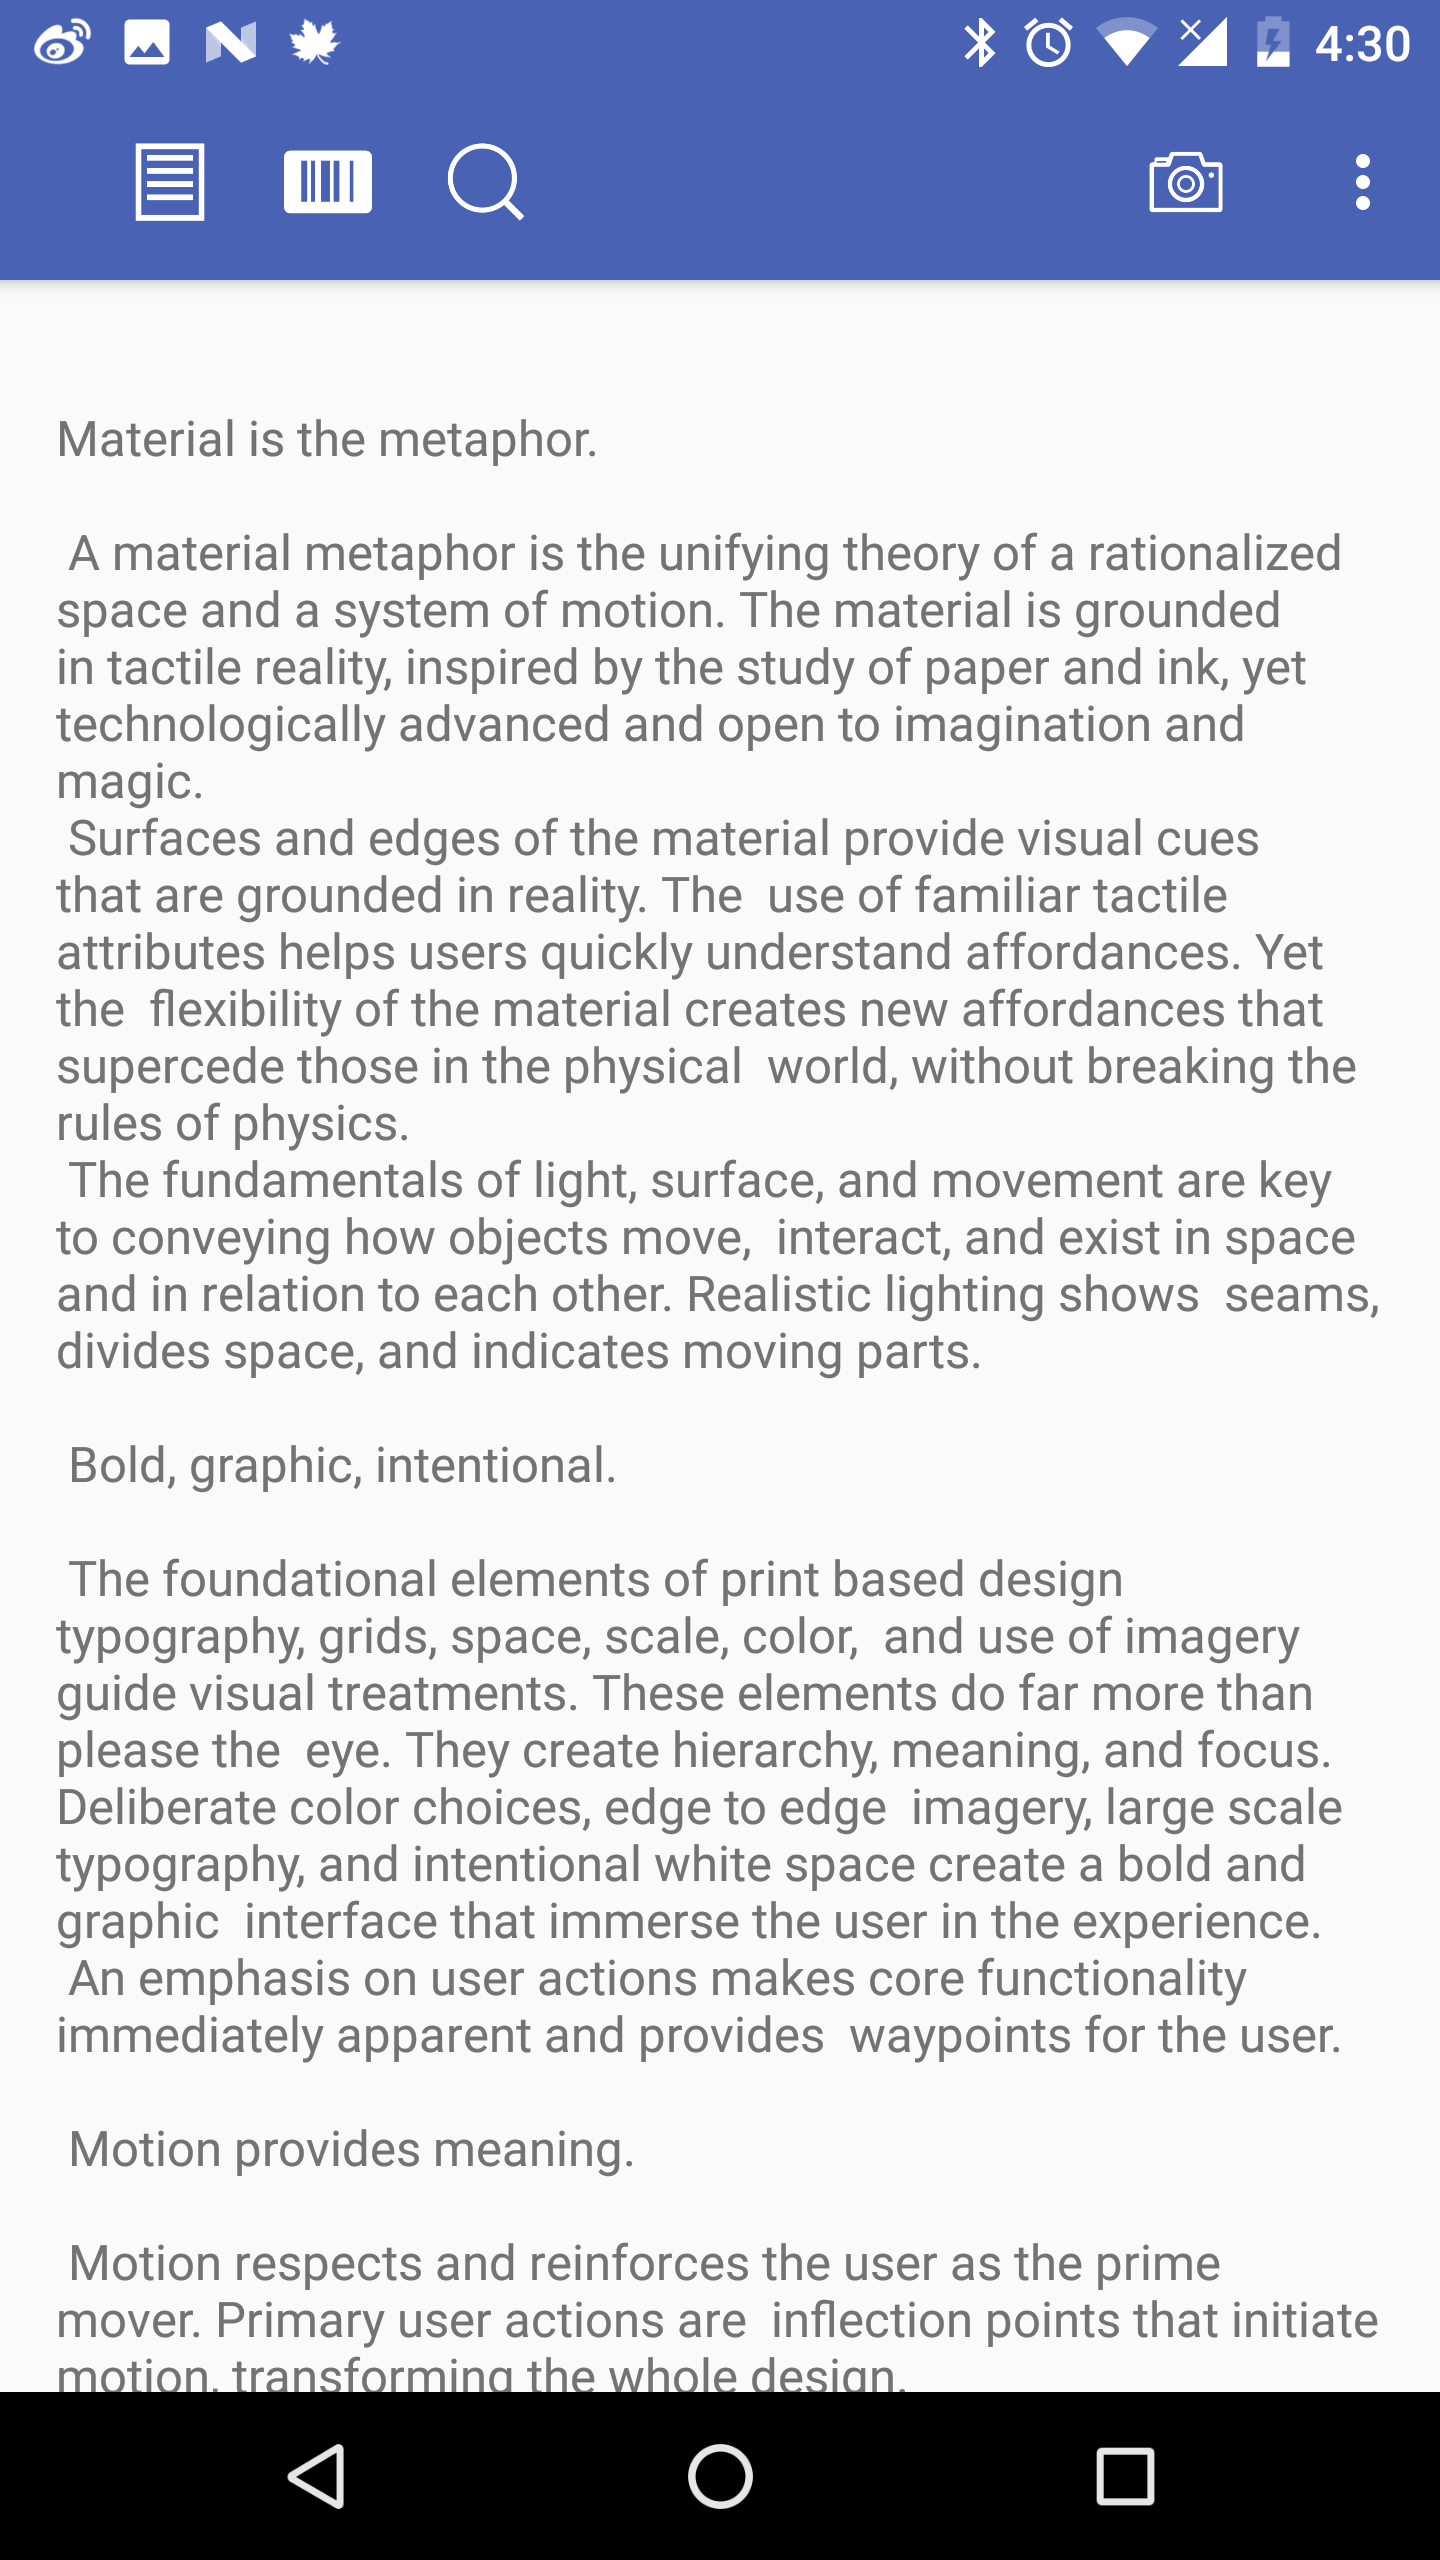 4:30
Material is the metaphor.
A material metaphor is the unifying theory of a rationalized
space and a system of motion. The material is grounded
in tactile reality, inspired by the study of paper and ink, yet
technologically advanced and open to imagination and
magic.
Surfaces and edges of the material provide visual cues
that are grounded in reality. The  use of familiar tactile
attributes helps users quickly understand affordances. Yet
the  flexibility of the material creates new affordances that
supercede those in the physical  world, without breaking the
rules of physics.
The fundamentals of light, surface, and movement are key
to conveying how objects move,  interact, and exist in space
and in relation to each other. Realistic lighting shows  seams,
divides space, and indicates moving parts.
Bold, graphic, intentional.
The foundational elements of print based design
typography, grids, space, scale, color,  and use of imagery
guide visual treatments. These elements do far more than
please the  eye. They create hierarchy, meaning, and focus.
Deliberate color choices, edge to edge  imagery, large scale
typography, and intentional white space create a bold and
graphic  interface that immerse the user in the experience.
An emphasis on user actions makes core functionality
immediately apparent and provides  waypoints for the user.
Motion provides meaning.
Motion respects and reinforces the user as the prime
mover. Primary user actions are  inflection points that initiate
motion, transforming the whole design.